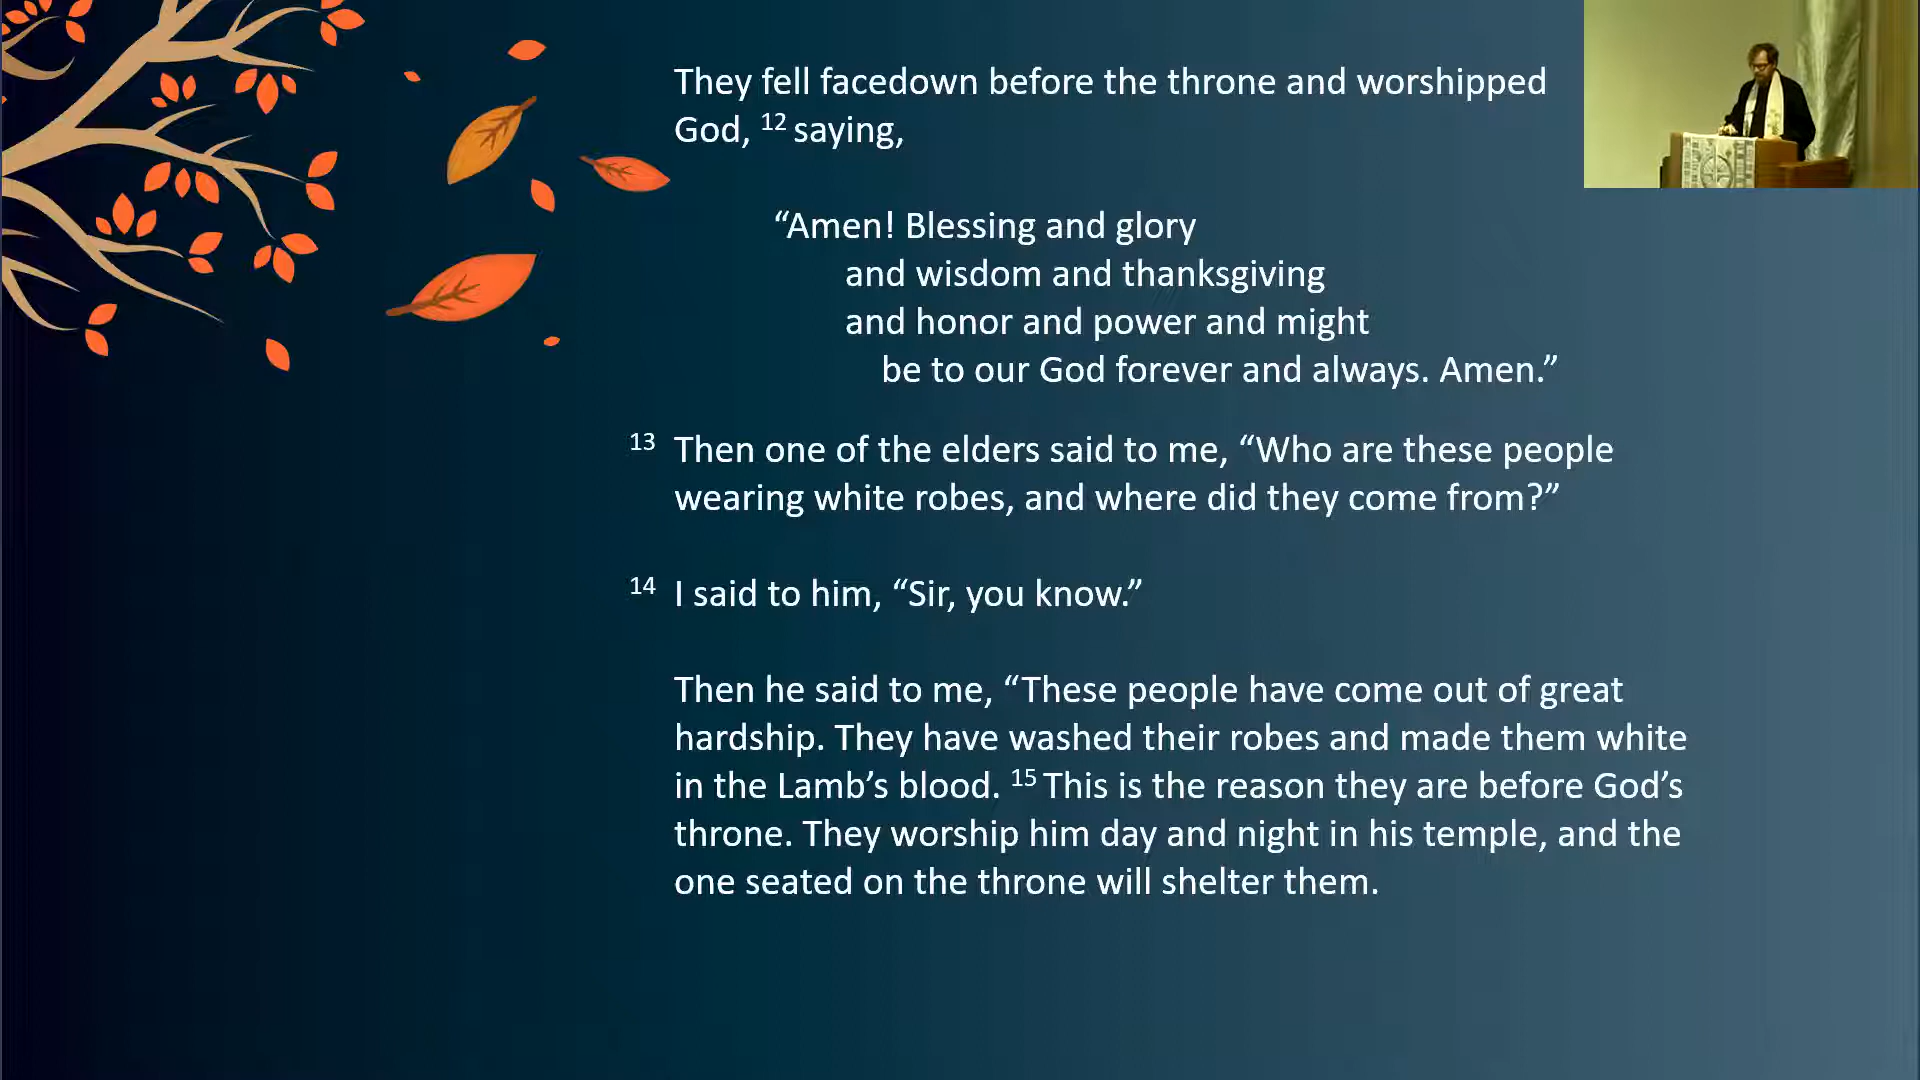 They fell facedown before the throne and worshipped
God, 12 saying,
“Amen! Blessing and glory
and wisdom and thanksgiving
and honor and power and might
be to our God forever and always. Amen.”
13 Then one of the elders said to me, “Who are these people
wearing white robes, and where did they come from?”
14 I said to him, “Sir, you know.”
Then he said to me, “These people have come out of great
hardship. They have washed their robes and made them white
in the Lamb’s blood. 15 This is the reason they are before God’s
throne. They worship him day and night in his temple, and the
one seated on the throne will shelter them.